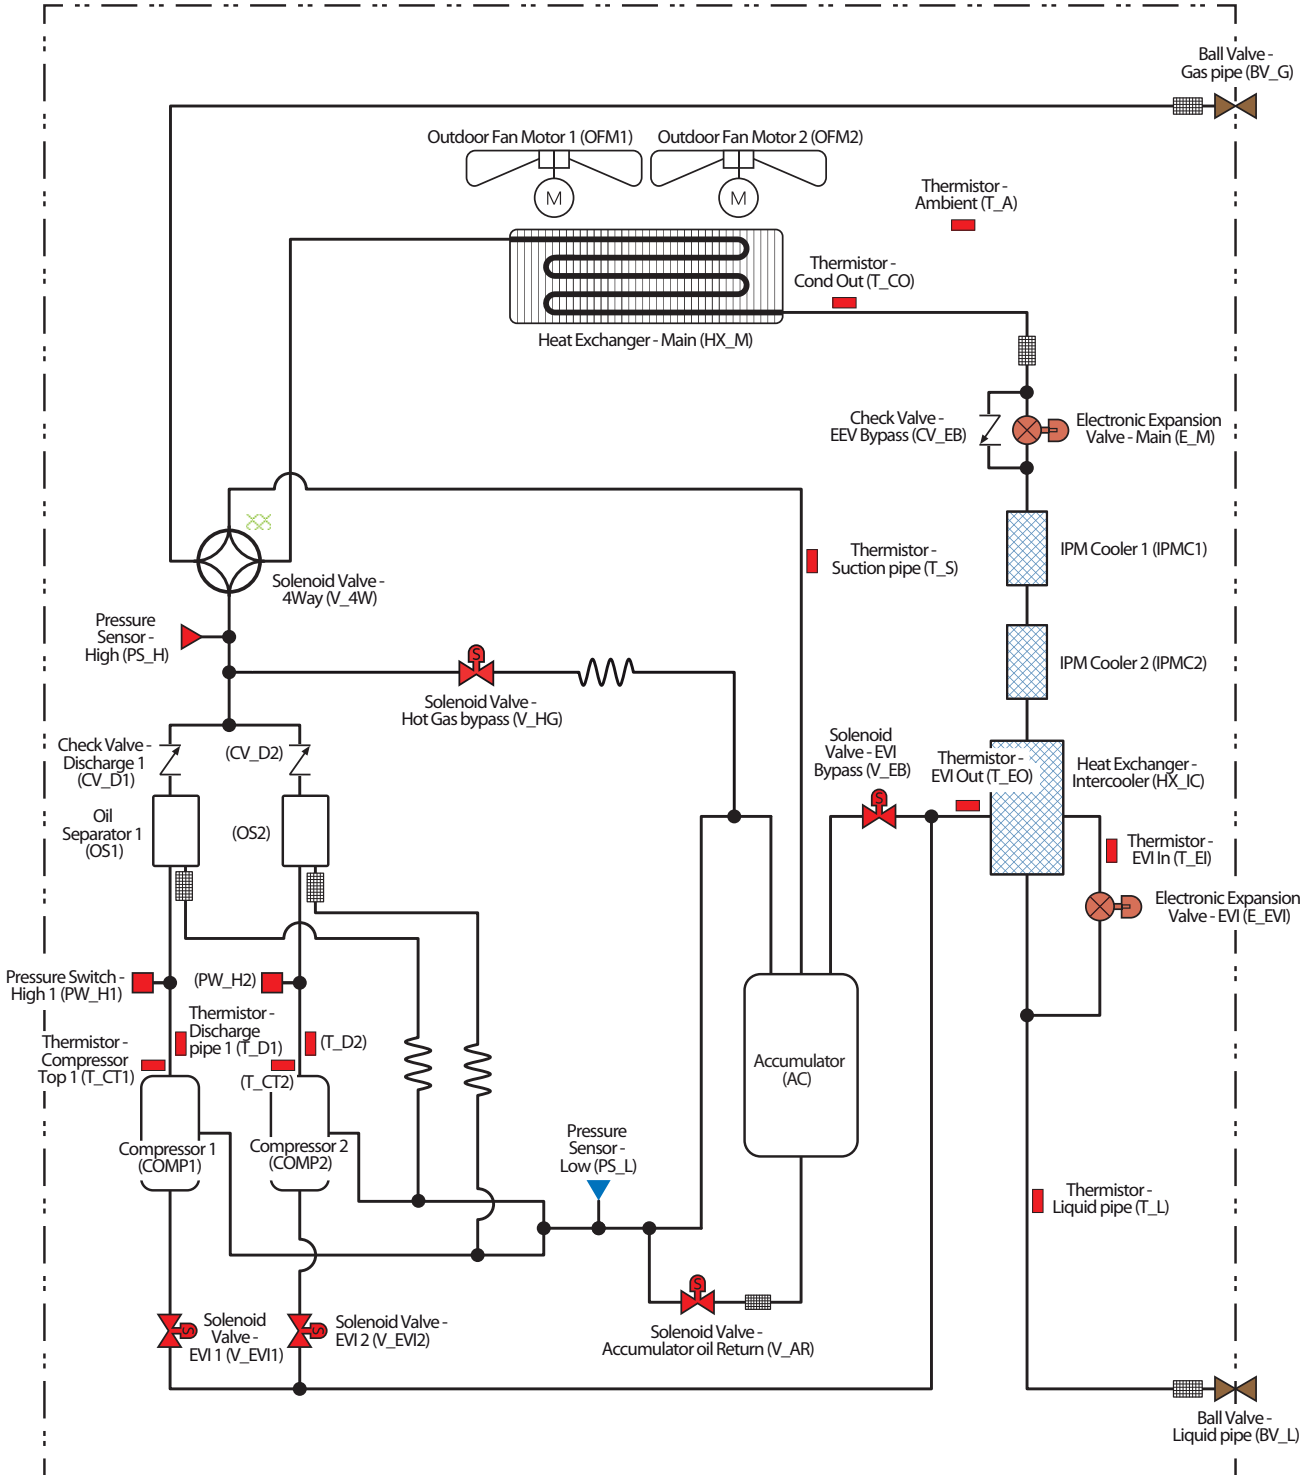 Ball Valve -
Gas pipe (BV_G)
Outdoor Fan Motor 1 (OFM1)
Outdoor Fan Motor 2 (OFM2)
M
M
Thermistor -
Ambient (T_A)
Thermistor -
Cond Out (T_CO)
Heat Exchanger - Main (HX_M)
Check Valve -
EEV Bypass (CV_EB)
Electronic Expansion
Valve - Main (E_M)
IPM Cooler 1 (IPMC1)
Thermistor -
Suction pipe (T_S)
Solenoid Valve -
4Way (V_4W)
Pressure
Sensor -
High (PS_H)
IPM Cooler 2 (IPMC2)
S
Solenoid Valve -
Hot Gas bypass (V_HG)
Check Valve -
Discharge 1
(CV_D1)
(CV_D2)
Solenoid
Valve - EVI
Bypass (V_EB)
S
Thermistor -
EVI Out (T_EO)
Heat Exchanger -
Intercooler (HX_IC)
Oil
Separator 1
(OS1)
(OS2)
Thermistor -
EVI In (T_EI)
Electronic Expansion
Valve - EVI (E_EVI)
Pressure Switch -
High 1 (PW_H1)
(PW_H2)
Thermistor -
Discharge
pipe 1 (T_D1)
(T_D2)
Thermistor -
Compressor
Top 1 (T_CT1)
(T_CT2)
Accumulator
(AC)
Compressor 1
(COMP1)
Compressor 2
(COMP2)
Pressure
Sensor -
Low (PS_L)
Thermistor -
Liquid pipe (T_L)
S
Solenoid Valve -
Accumulator oil Return (V_AR)
S
Solenoid
Valve -
EVI 1 (V_EVI1)
S
Solenoid Valve -
EVI 2 (V_EVI2)
Ball Valve -
Liquid pipe (BV_L)